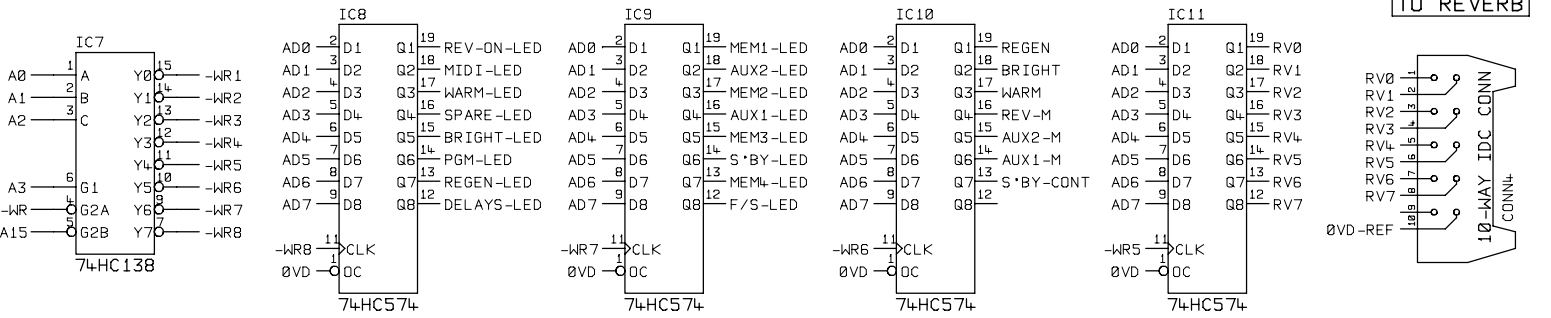 TO REVERB
IC7
A0 1 A Y0 15 -WR1
A1 2 B Y1 14 -WR2
A2 3 C Y2 13 -WR3
Y3 12 -WR4
Y4 11 -WR5
A3 6 G1 Y5 10 -WR6
-WR 4 G2A Y6 9 -WR7
A15 5 G2B Y7 7 -WR8
74HC138
IC8
AD0 2 D1 Q1 19 REV-ON-LED
AD1 3 D2 Q2 18 MIDI-LED
AD2 4 D3 Q3 17 WARM-LED
AD3 5 D4 Q4 16 SPARE-LED
AD4 6 D5 Q5 15 BRIGHT-LED
AD5 7 D6 Q6 14 PGM-LED
AD6 8 D7 Q7 13 REGEN-LED
AD7 9 D8 Q8 12 DELAYS-LED
-WR8 11 CLK
0VD 1 OC
74HC574
IC9
AD0 2 D1 Q1 19 MEM1-LED
AD1 3 D2 Q2 18 AUX2-LED
AD2 4 D3 Q3 17 MEM2-LED
AD3 5 D4 Q4 16 AUX1-LED
AD4 6 D5 Q5 15 MEM3-LED
AD5 7 D6 Q6 14 S'BY-LED
AD6 8 D7 Q7 13 MEM4-LED
AD7 9 D8 Q8 12 F/S-LED
-WR7 11 CLK
0VD 1 OC
74HC574
IC10
AD0 2 D1 Q1 19 REGEN
AD1 3 D2 Q2 18 BRIGHT
AD2 4 D3 Q3 17 WARM
AD3 5 D4 Q4 16 REV-M
AD4 6 D5 Q5 15 AUX2-M
AD5 7 D6 Q6 14 AUX1-M
AD6 8 D7 Q7 13 S'BY-CONT
AD7 9 D8 Q8 12
-WR6 11 CLK
0VD 1 OC
74HC574
IC11
AD0 2 D1 Q1 19 RV0
AD1 3 D2 Q2 18 RV1
AD2 4 D3 Q3 17 RV2
AD3 5 D4 Q4 16 RV3
AD4 6 D5 Q5 15 RV4
AD5 7 D6 Q6 14 RV5
AD6 8 D7 Q7 13 RV6
AD7 9 D8 Q8 12 RV7
-WR5 11 CLK
0VD 1 OC
74HC574
RV0 1
RV1 2
RV2 3
RV3 4
RV4 5
RV5 6
RV6 7
RV7 8
9
0VD-REF 10
10-WAY IDC CONN
CONN4